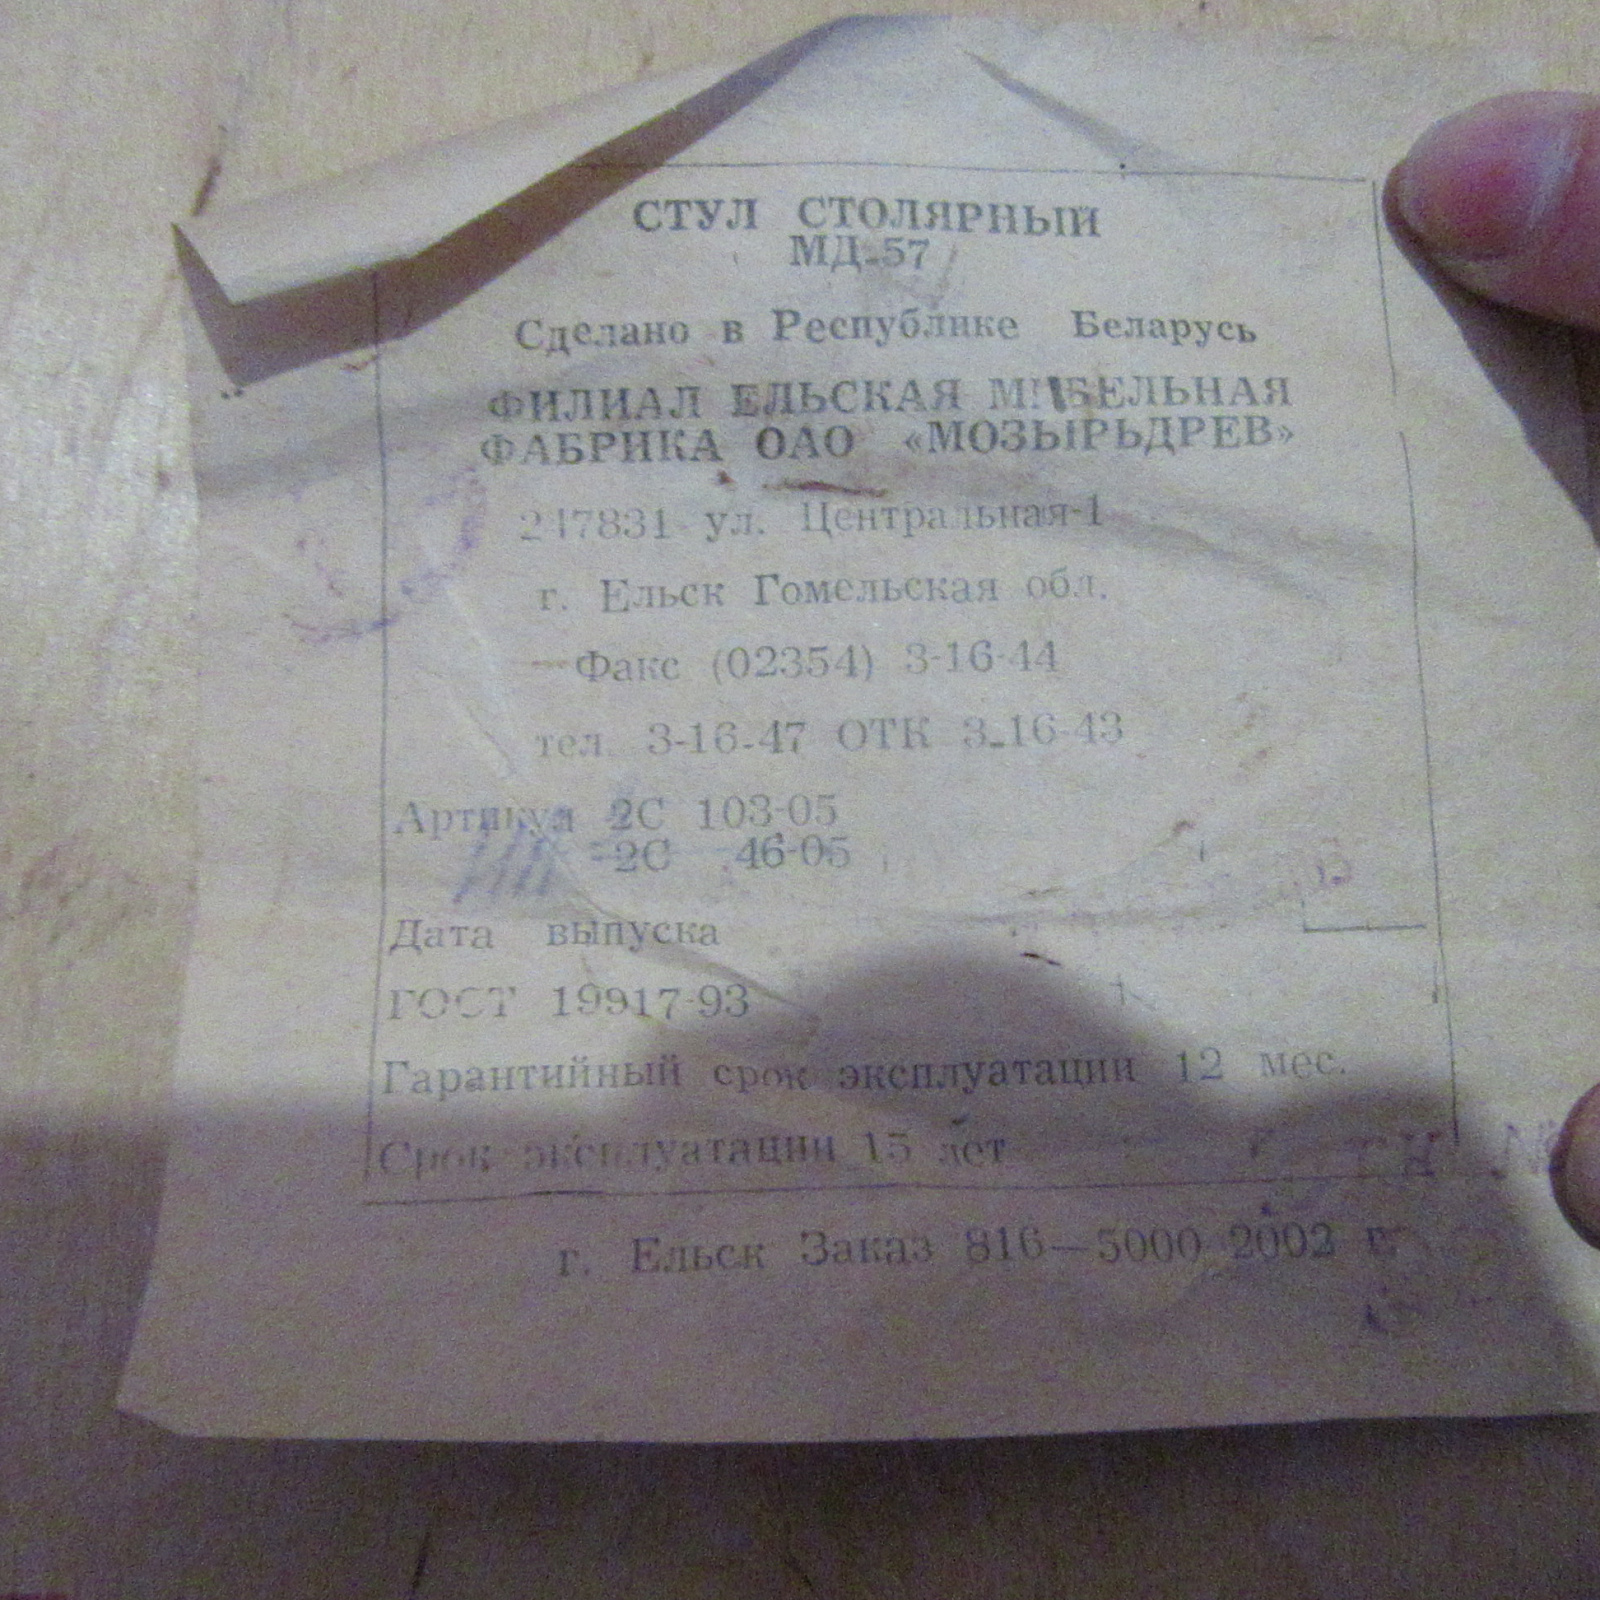 СТУЛ СТОЛЯРНЫЙ
МД-57
Сделано в Республике Беларусь
ФИЛИАЛ ЕЛЬСКАЯ МЕБЕЛЬНАЯ
ФАБРИКА ОАО «МОЗЫРЬДРЕВ»
247831 ул. Центральная-1
г. Ельск Гомельская обл.
Факс (02354) 3-16-44
тел. 3-16-47 ОТК 3-16-43
Артикул 2С 103-05
2С 46-05
Дата выпуска
ГОСТ 19917-93
Гарантийный срок эксплуатации 12 мес.
Срок эксплуатации 15 лет
г. Ельск Заказ 816—5000 2002 г.